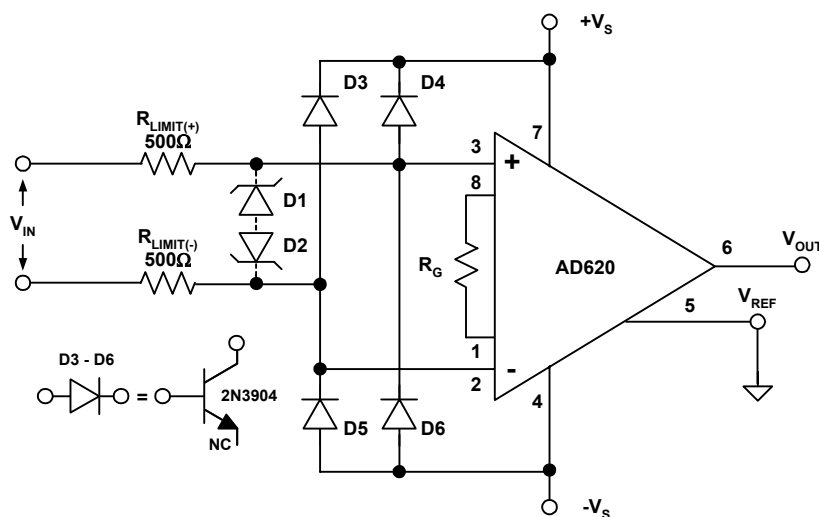 +VS
D3
D4
RLIMIT(+)
500Ω
3
+
7
8
D1
VIN
D2
RLIMIT(-)
500Ω
RG
AD620
6
VOUT
5
VREF
1
-
2
4
D3 - D6
=
2N3904
NC
D5
D6
-VS